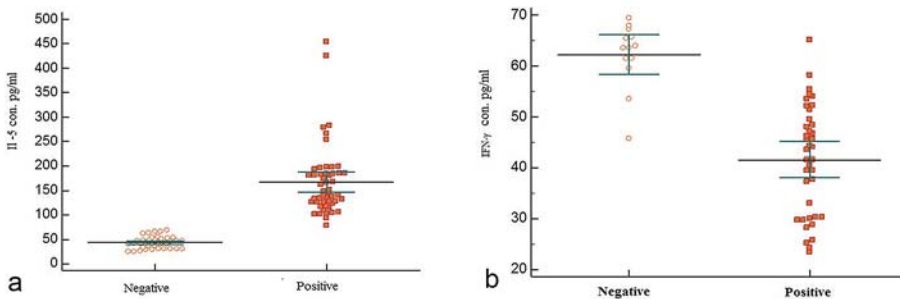 500
450
400
350
300
250
200
150
100
50
0
Il -5 con. pg/ml
Negative
Positive
a
70
60
50
40
30
20
IFN-γ con. pg/ml
Negative
Positive
b